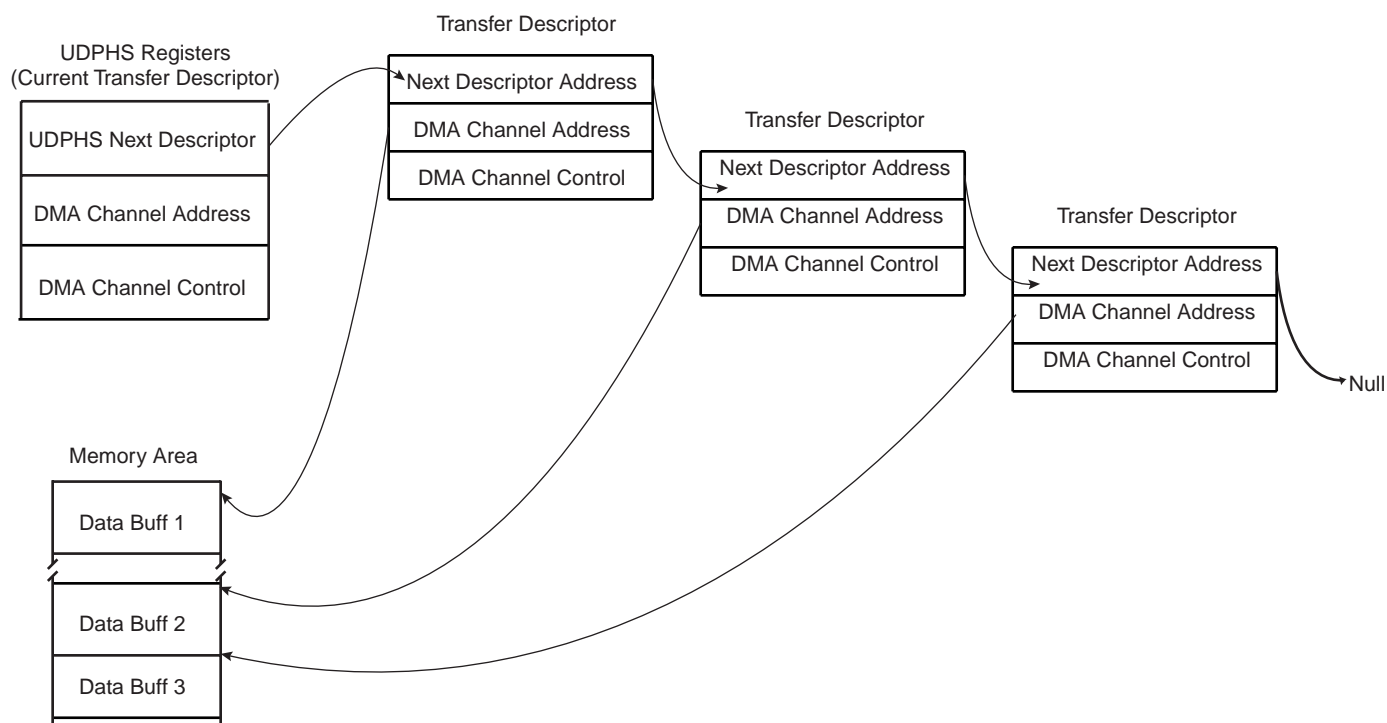 UDPHS Registers
(Current Transfer Descriptor)
UDPHS Next Descriptor
DMA Channel Address
DMA Channel Control
Transfer Descriptor
Next Descriptor Address
DMA Channel Address
DMA Channel Control
Transfer Descriptor
Next Descriptor Address
DMA Channel Address
DMA Channel Control
Transfer Descriptor
Next Descriptor Address
DMA Channel Address
DMA Channel Control
Null
Memory Area
Data Buff 1
Data Buff 2
Data Buff 3